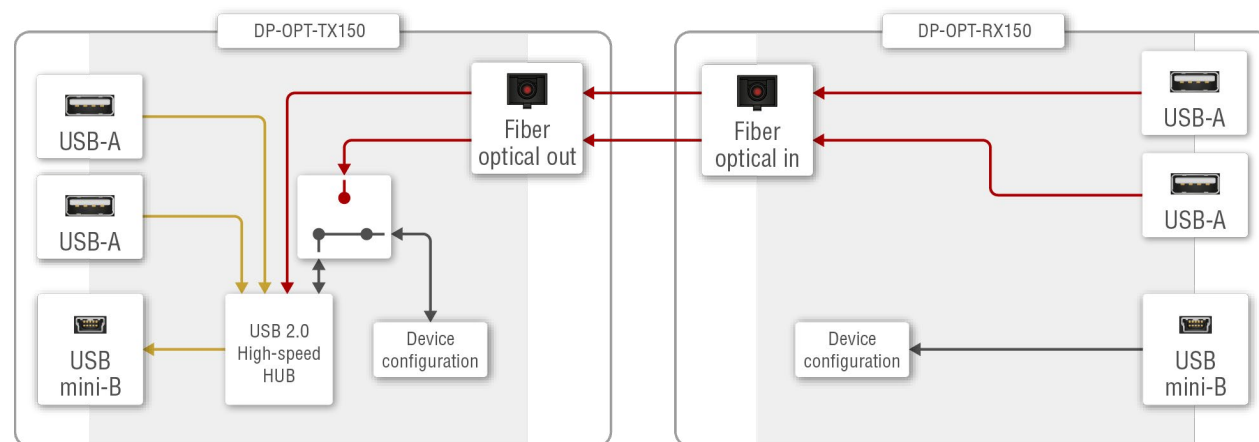 DP-OPT-TX150
DP-OPT-RX150
USB-A
USB-A
USB
mini-B
USB 2.0
High-speed
HUB
Device
configuration
Fiber
optical out
Fiber
optical in
USB-A
USB-A
Device
configuration
USB
mini-B